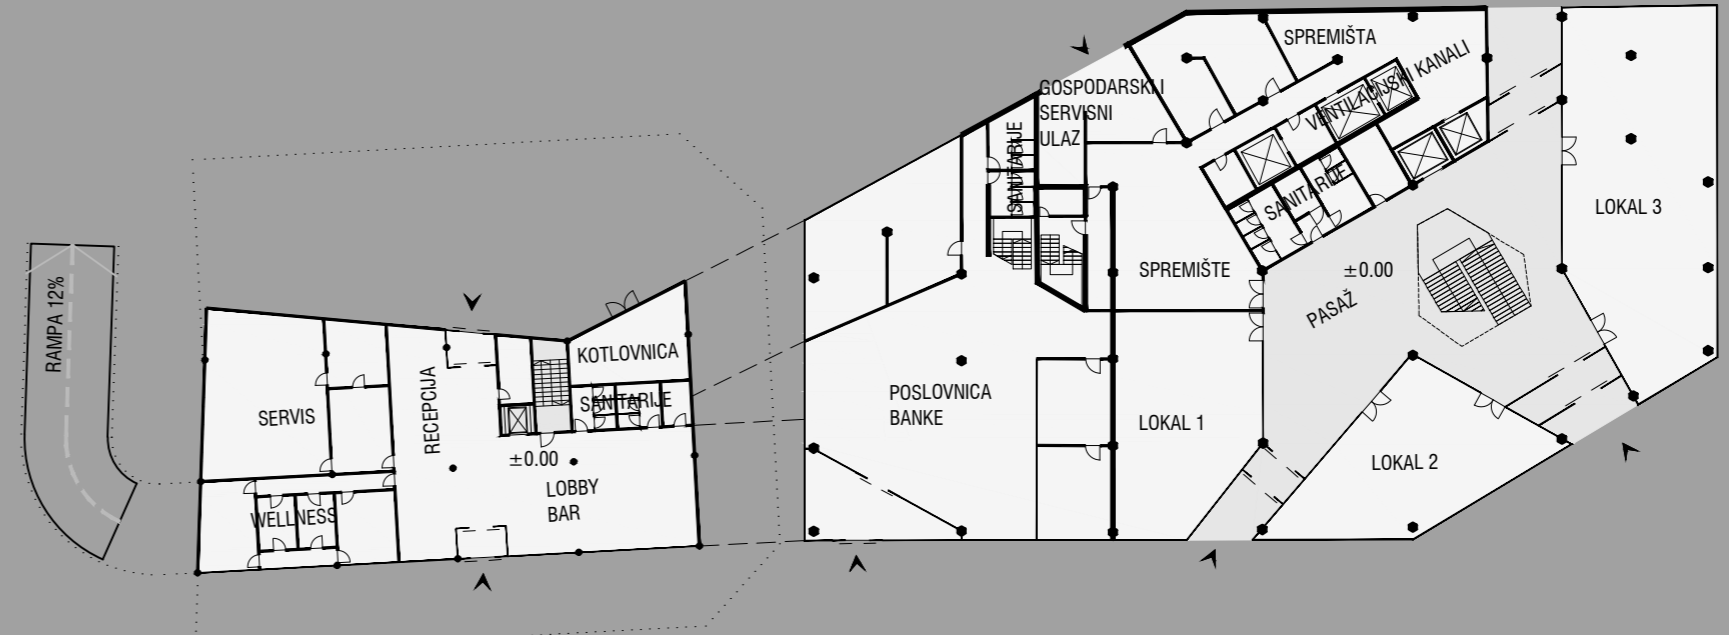 RAMPA 12%
SERVIS
WELLNESS
RECEPCIJA
KOTLOVNICA
SANITARIJE
±0.00
LOBBY
BAR
POSLOVNICA
BANKE
SANITARIJE
GOSPODARSKI I
SERVISNI
ULAZ
SPREMIŠTA
VENTILACIJSKI KANALI
SANITARIJE
SPREMIŠTE
LOKAL 1
±0.00
PASAŽ
LOKAL 2
LOKAL 3